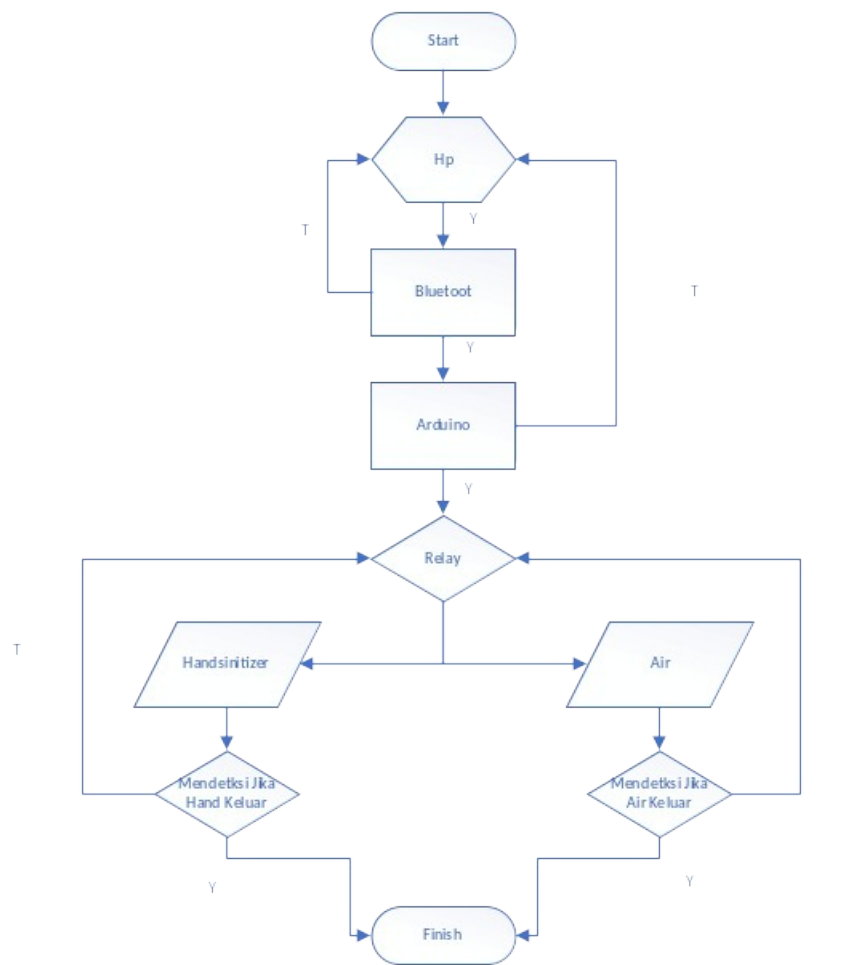 Start
Hp
Y
T
Bluetoot
T
Y
Arduino
Y
Relay
T
Handsinitizer
Air
Mendetksi Jika
Hand Keluar
Mendetksi Jika
Air Keluar
Y
Y
Finish